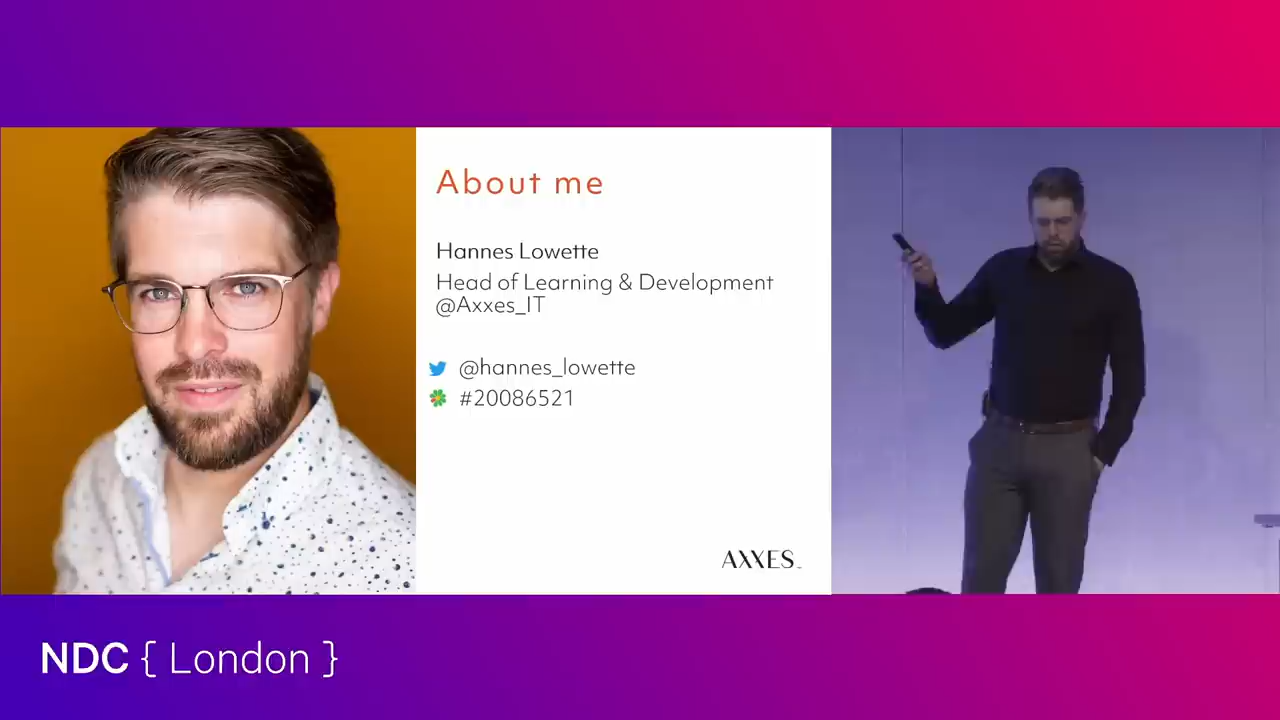 About me
Hannes Lowette
Head of Learning & Development
@Axxes_IT
@hannes_lowette
#20086521
AXXES
NDC { London }